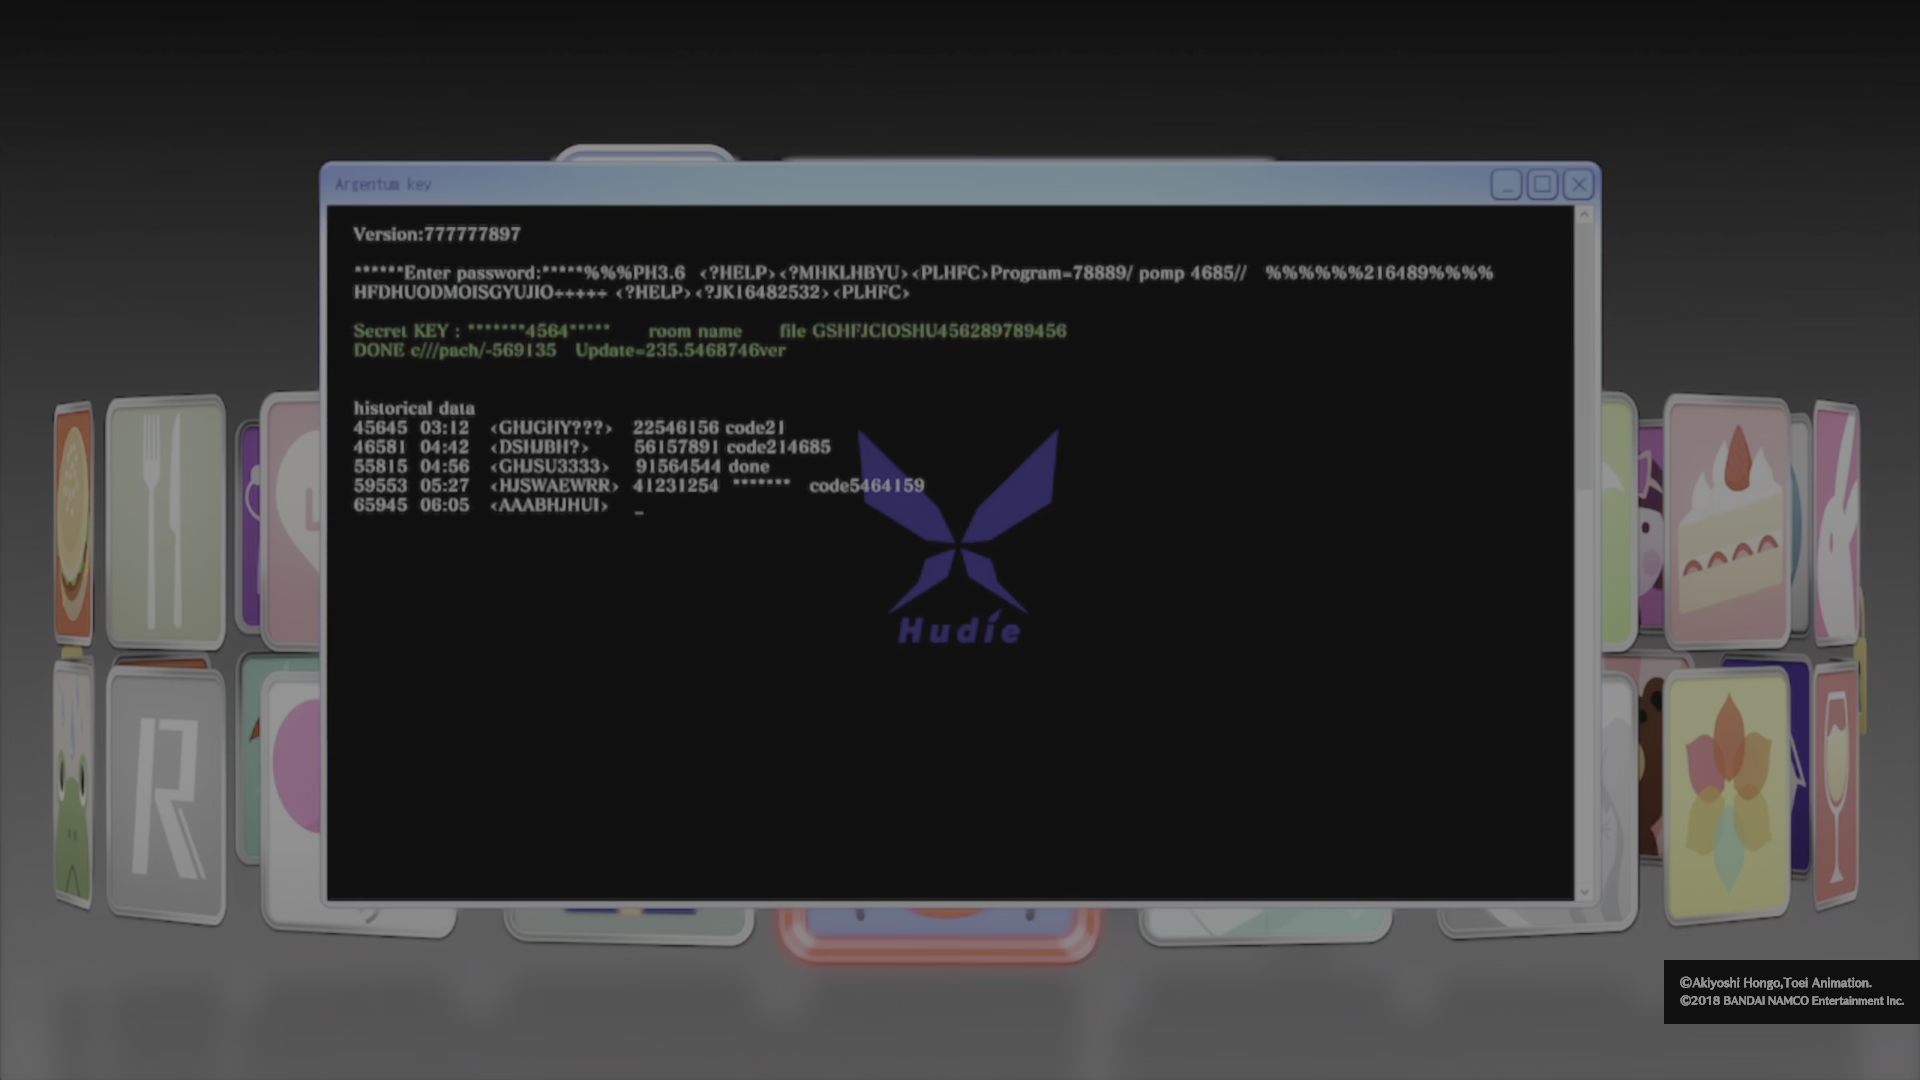 Argentum key
Version:777777897
******Enter password:*****%%%PH3.6 <?HELP><?MHKLHBYU><PLHFC>Program=78889/ pomp 4685// %%%%%%216489%%%%
HFDHUODMOISGYUJIO+++++ <?HELP><?JK16482532><PLHFC>
Secret KEY : *******4564***** room name file GSHFJCIOSHU456289789456
DONE c///pach/-569135 Update=235.5468746ver
historical data
45645 03:12 <GHJGHY???> 22546156 code21
46581 04:42 <DSHJBH?> 56157891 code214685
55815 04:56 <GHJSU3333> 91564544 done
59553 05:27 <HJSWAEWRR> 41231254 ******* code5464159
65945 06:05 <AAABHJHUI> _
Hudíe
R
©Akiyoshi Hongo,Toei Animation.
©2018 BANDAI NAMCO Entertainment Inc.